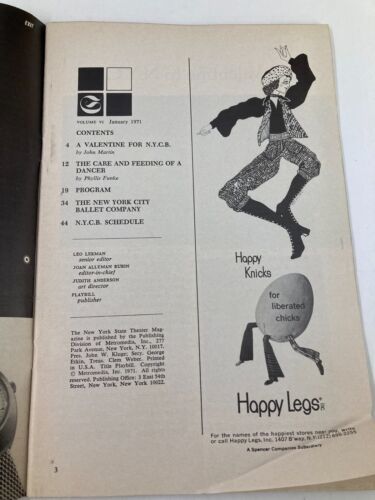 EXIT
VOLUME VI January 1971
CONTENTS
4 A VALENTINE FOR N.Y.C.B.
by John Martin
12 THE CARE AND FEEDING OF A
DANCER
by Phyllis Funke
19 PROGRAM
34 THE NEW YORK CITY
BALLET COMPANY
44 N.Y.C.B. SCHEDULE
LEO LERMAN
senior editor
JOAN ALLEMAN RUBIN
editor-in-chief
JUDITH ANDERSON
art director
PLAYBILL
publisher
The New York State Theater Mag-
azine is published by the Publishing
Division of Metromedia, Inc., 277
Park Avenue, New York, N.Y. 10017.
Pres. John W. Kluge; Secy. George
Etkin, Treas. Clem Weber. Printed
in U.S.A. Title Playbill. Copyright
© Metromedia, Inc. 1971. All rights
reserved. Publishing Office: 3 East 54th
Street, New York, New York 10022.
3
Happy
Knicks
for
liberated
chicks
Happy Legs®
For the names of the happiest stores near you, write
or call Happy Legs, Inc. 1407 B'way, N.Y.
A Spencer Companies Subsidiary